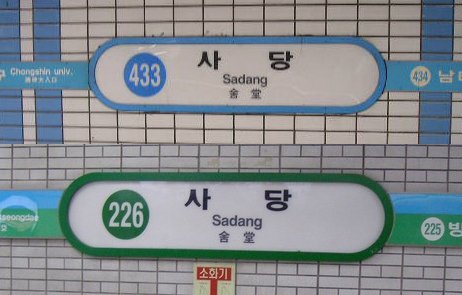 Chongshin univ.
433
사 당
Sadang
舍 堂
434
남
226
사 당
Sadang
舍 堂
225
소화기